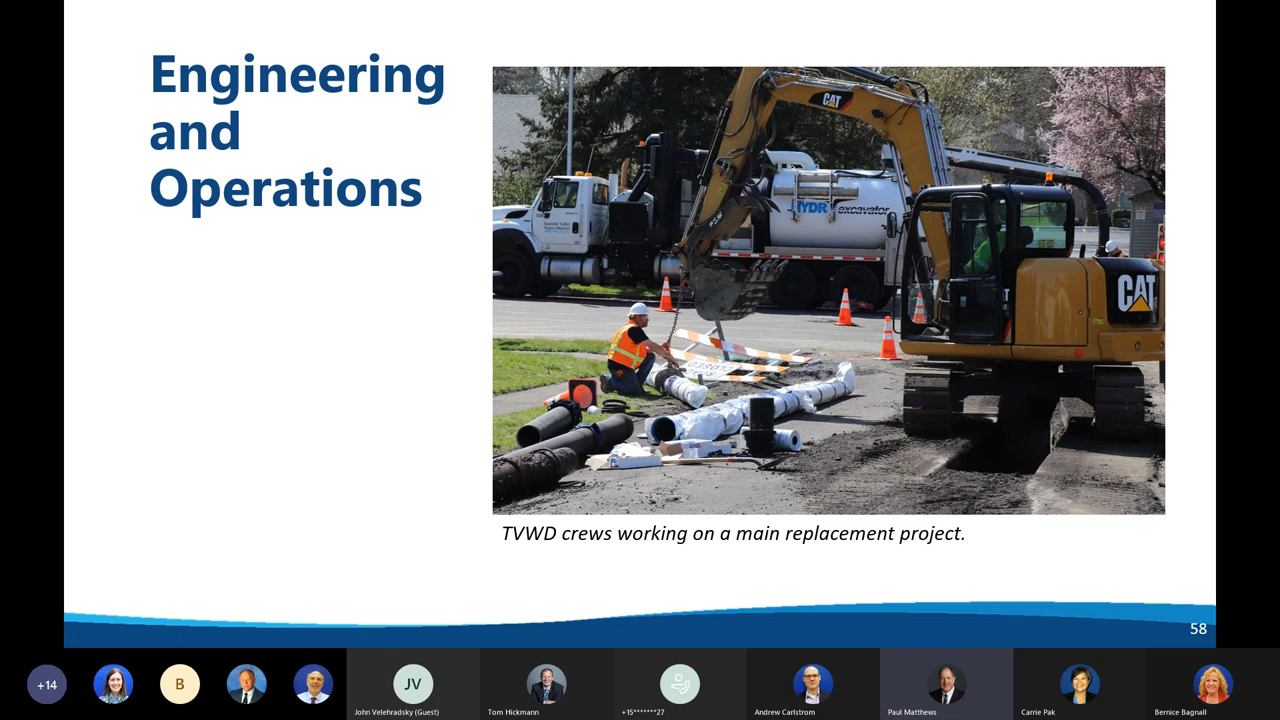 Engineering
and
Operations
CAT
HYDR excavator
CAT
TVWD crews working on a main replacement project.
58
+14
B
JV
John Velehradsky (Guest)
Tom Hickmann
+15*******27
Andrew Carlstrom
Paul Matthews
Carrie Pak
Bernice Bagnall